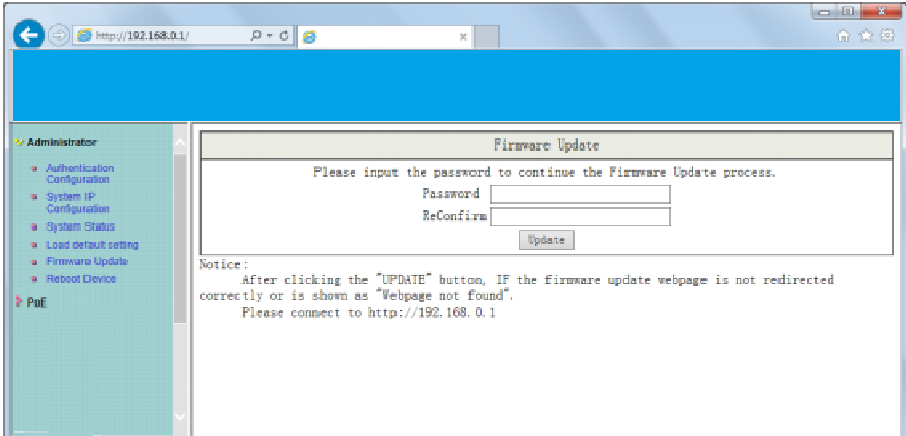 http://192.168.0.1/
Administrator
Authentication
Configuration
System IP
Configuration
System Status
Load default setting
Firmware Update
Reboot Device
PoE
Firmware Update
Please input the password to continue the Firmware Update process.
Password
ReConfirm
Update
Notice:
After clicking the "UPDATE" button, IF the firmware update webpage is not redirected
correctly or is shown as "Webpage not found".
Please connect to http://192.168.0.1